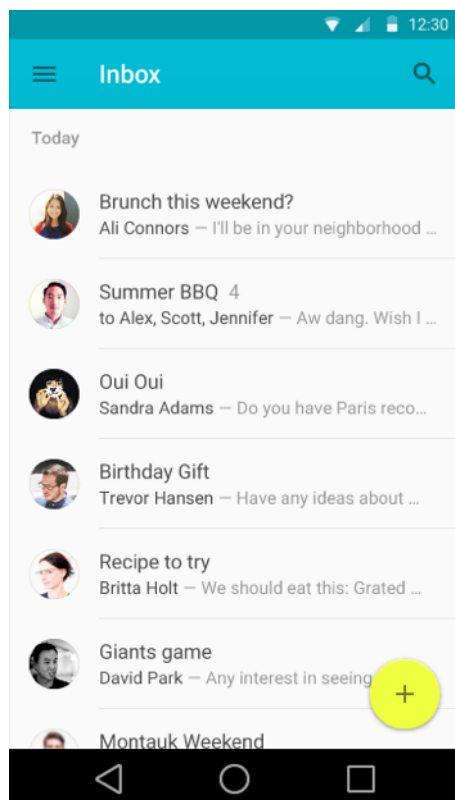 12:30
Inbox
Today
Brunch this weekend?
Ali Connors — I'll be in your neighborhood ...
Summer BBQ 4
to Alex, Scott, Jennifer — Aw dang. Wish I ...
Oui Oui
Sandra Adams — Do you have Paris reco...
Birthday Gift
Trevor Hansen — Have any ideas about ...
Recipe to try
Britta Holt — We should eat this: Grated ...
Giants game
David Park — Any interest in seeing
Montauk Weekend